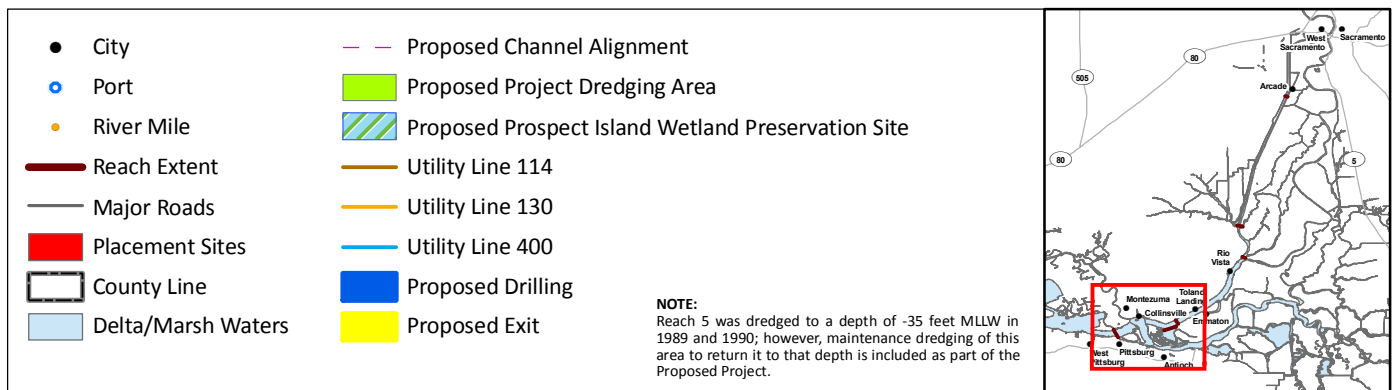 City
Port
River Mile
Reach Extent
Major Roads
Placement Sites
County Line
Delta/Marsh Waters
Proposed Channel Alignment
Proposed Project Dredging Area
Proposed Prospect Island Wetland Preservation Site
Utility Line 114
Utility Line 130
Utility Line 400
Proposed Drilling
Proposed Exit
NOTE:
Reach 5 was dredged to a depth of -35 feet MLLW in
1989 and 1990; however, maintenance dredging of this
area to return it to that depth is included as part of the
Proposed Project.
West
Sacramento
Sacramento
80
505
Arcade
80
5
Rio
Vista
Montezuma
Toland
Landing
Collinsville
Emmaton
West
Pittsburg
Pittsburg
Antioch